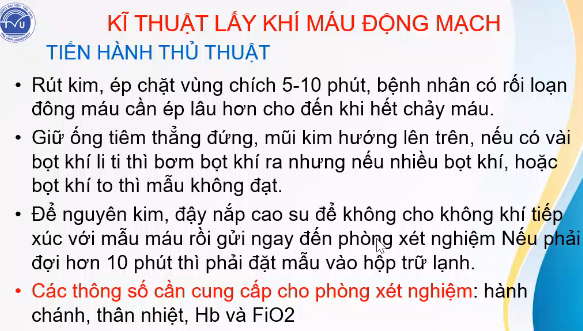 KĨ THUẬT LẤY KHÍ MÁU ĐỘNG MẠCH
TIẾN HÀNH THỦ THUẬT
• Rút kim, ép chặt vùng chích 5-10 phút, bệnh nhân có rối loạn
đông máu cần ép lâu hơn cho đến khi hết chảy máu.
• Giữ ống tiêm thẳng đứng, mũi kim hướng lên trên, nếu có vài
bọt khí li ti thì bơm bọt khí ra nhưng nếu nhiều bọt khí, hoặc
bọt khí to thì mẫu không đạt.
• Để nguyên kim, đậy nắp cao su để không cho không khí tiếp
xúc với mẫu máu rồi gửi ngay đến phòng xét nghiệm Nếu phải
đợi hơn 10 phút thì phải đặt mẫu vào hộp trữ lạnh.
• Các thông số cần cung cấp cho phòng xét nghiệm: hành
chánh, thân nhiệt, Hb và FiO2